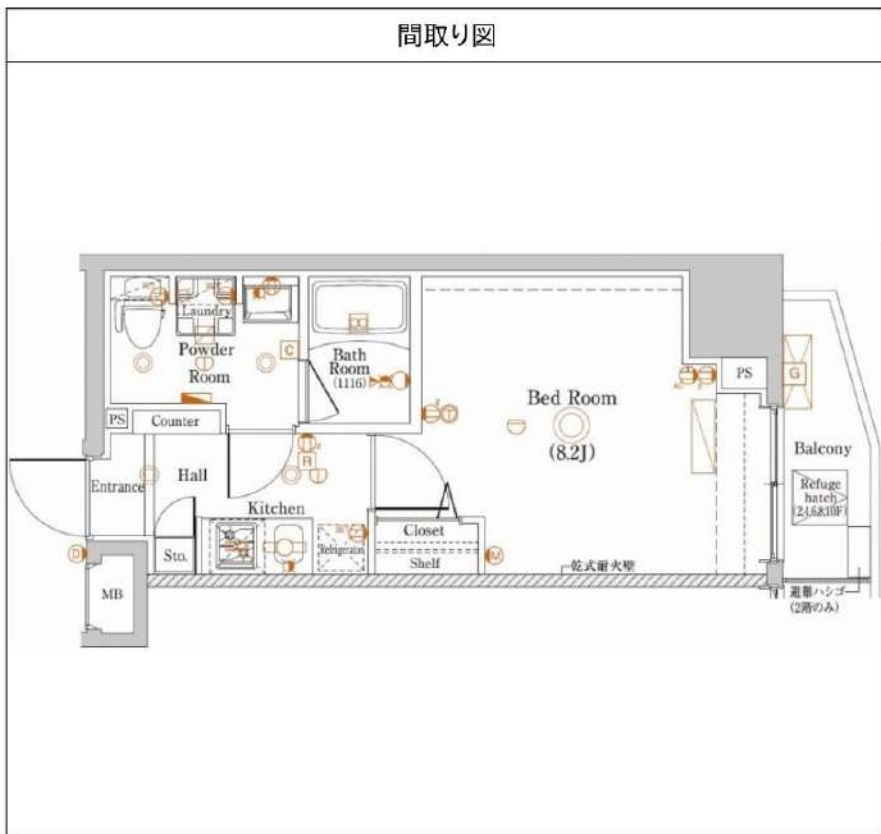 間取り図
Laundry
Powder
Room
C
Bath
Room
(1116)
Bed Room
(8.2J)
PS
G
Balcony
Refuge
hatch
(2.4.6.8.10F)
PS
Counter
T
R
Entrance
Hall
Kitchen
Refrigerator
Closet
Shelf
Sto.
D
MB
M
乾式耐火壁
避難ハシゴ
(2階のみ)